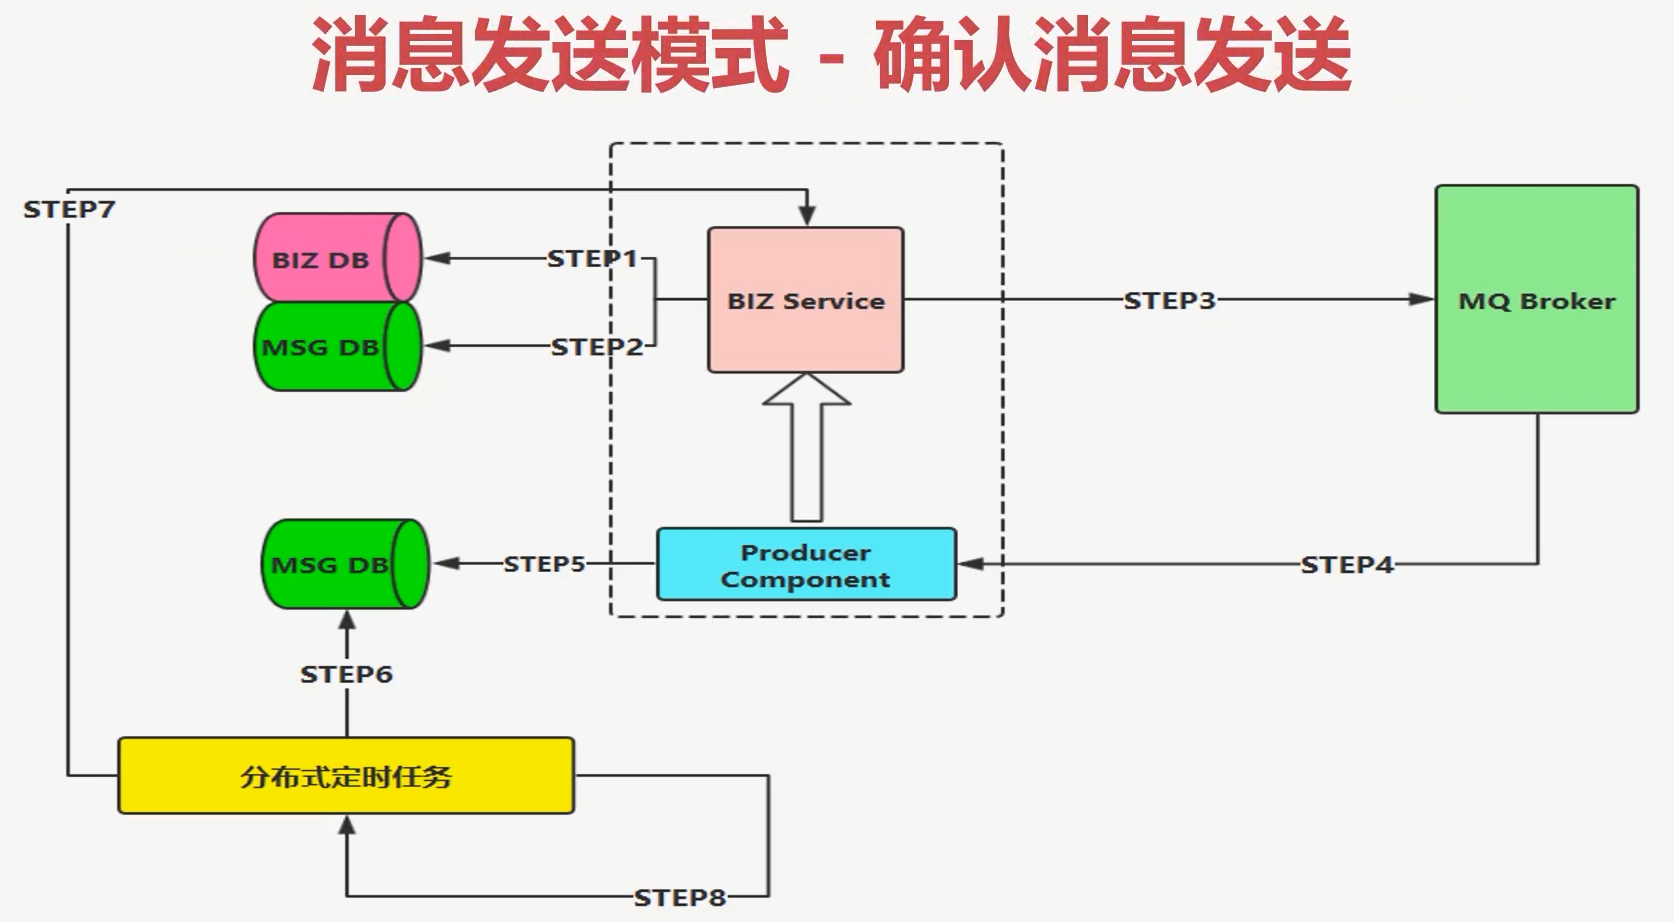 消息发送模式 - 确认消息发送
STEP7
BIZ DB
STEP1
BIZ Service
STEP3
MQ Broker
MSG DB
STEP2
MSG DB
STEP5
Producer
Component
STEP4
STEP6
分布式定时任务
STEP8